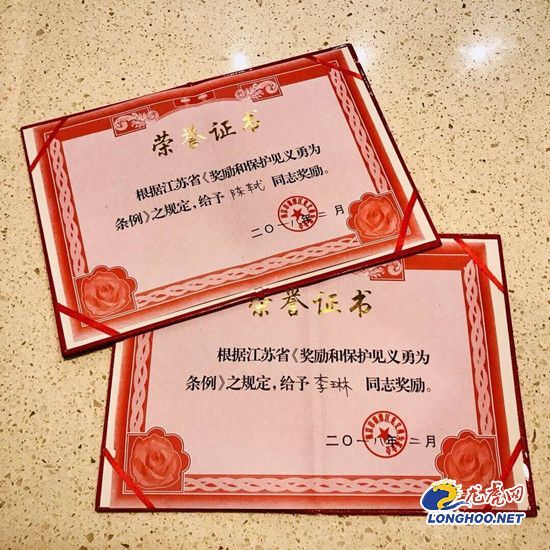 荣誉证书
根据江苏省《奖励和保护见义勇为
条例》之规定，给予 陈轼 同志奖励。
二〇一八年二月
荣誉证书
根据江苏省《奖励和保护见义勇为
条例》之规定，给予 李琳 同志奖励。
二〇一八年二月
龙虎网
LONGHOO.NET